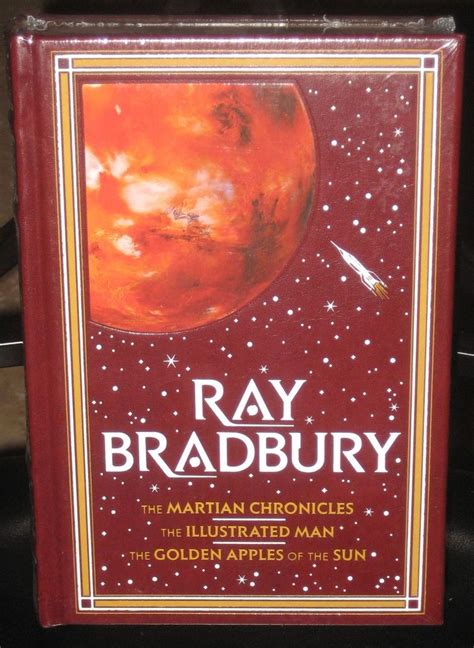 RAY
BRADBURY
THE MARTIAN CHRONICLES
THE ILLUSTRATED MAN
THE GOLDEN APPLES OF THE SUN